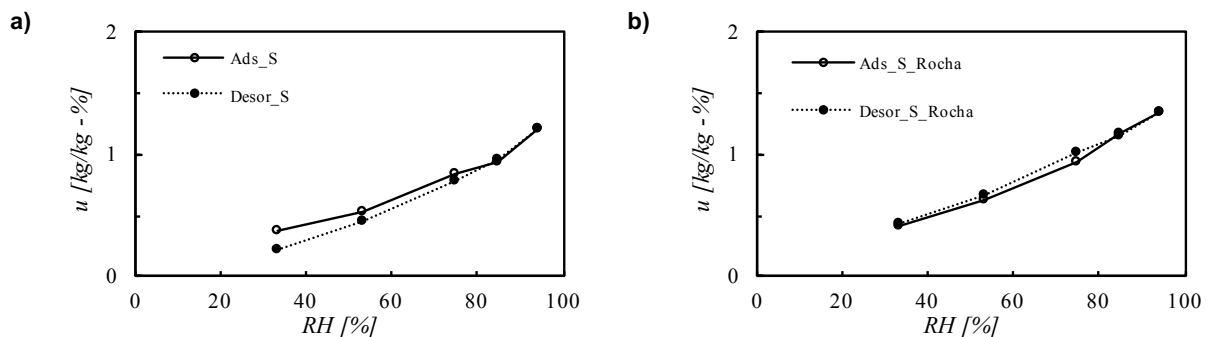 a)
2
1
0
u [kg/kg - %]
Ads_S
Desor_S
0 20 40 60 80 100
RH [%]
b)
2
1
0
u [kg/kg - %]
Ads_S_Rocha
Desor_S_Rocha
0 20 40 60 80 100
RH [%]